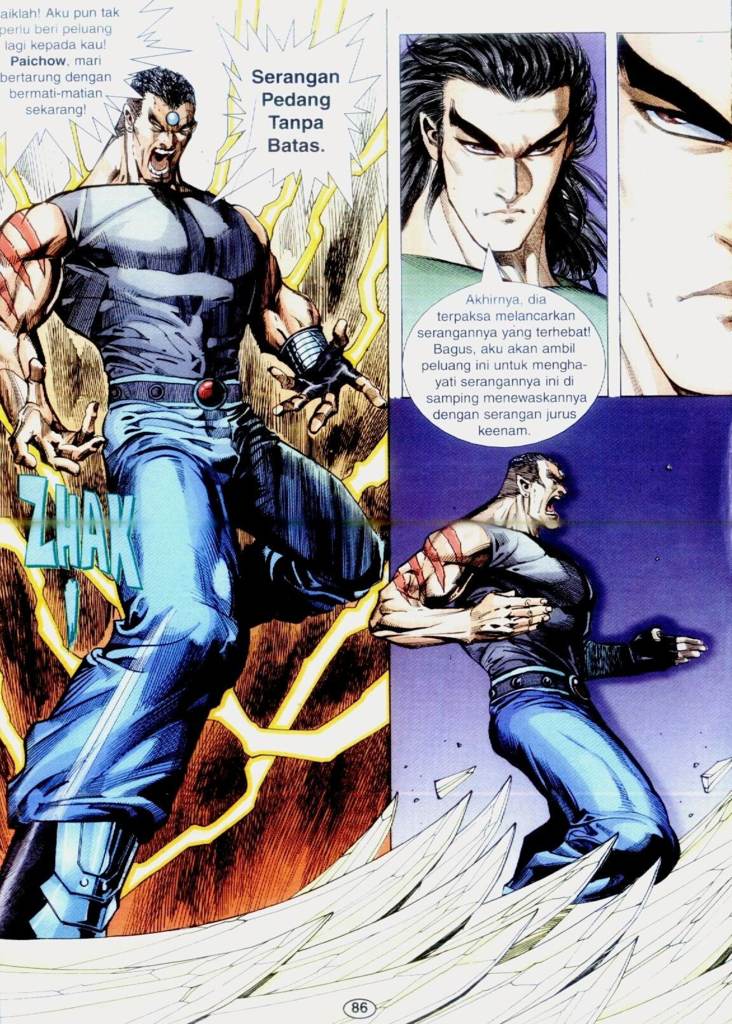 aiklah! Aku pun tak
perlu beri peluang
lagi kepada kau!
Paichow, mari
bertarung dengan
bermati-matian
sekarang!
Serangan
Pedang
Tanpa
Batas.
Akhirnya, dia
terpaksa melancarkan
serangannya yang terhebat!
Bagus, aku akan ambil
peluang ini untuk mengha-
yati serangannya ini di
samping menewaskannya
dengan serangan jurus
keenam.
ZHAK
!
86